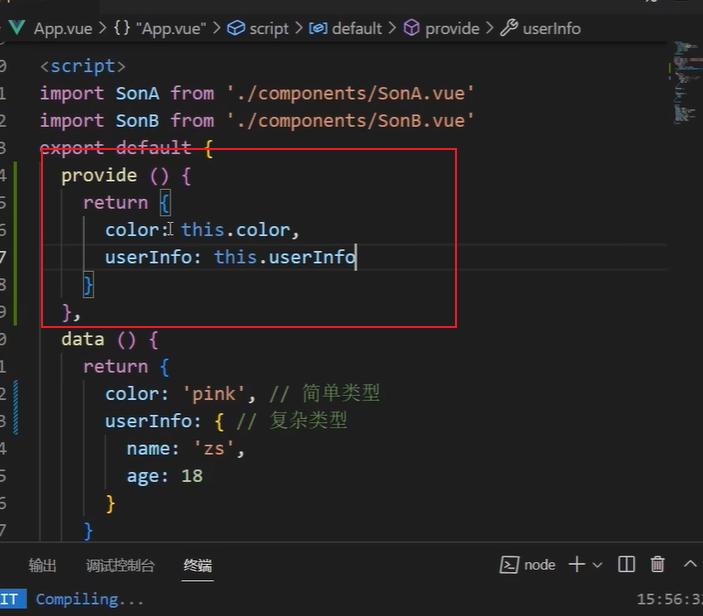 App.vue > {} "App.vue" > script > default > provide > userInfo
0 <script>
1 import SonA from './components/SonA.vue'
2 import SonB from './components/SonB.vue'
3 export default {
4 provide () {
5 return {
6 color: this.color,
7 userInfo: this.userInfo
8 }
9 },
0 data () {
1 return {
2 color: 'pink', // 简单类型
3 userInfo: { // 复杂类型
4 name: 'zs',
5 age: 18
6 }
7 }
输出 调试控制台 终端 node
IT Compiling... 15:56:3